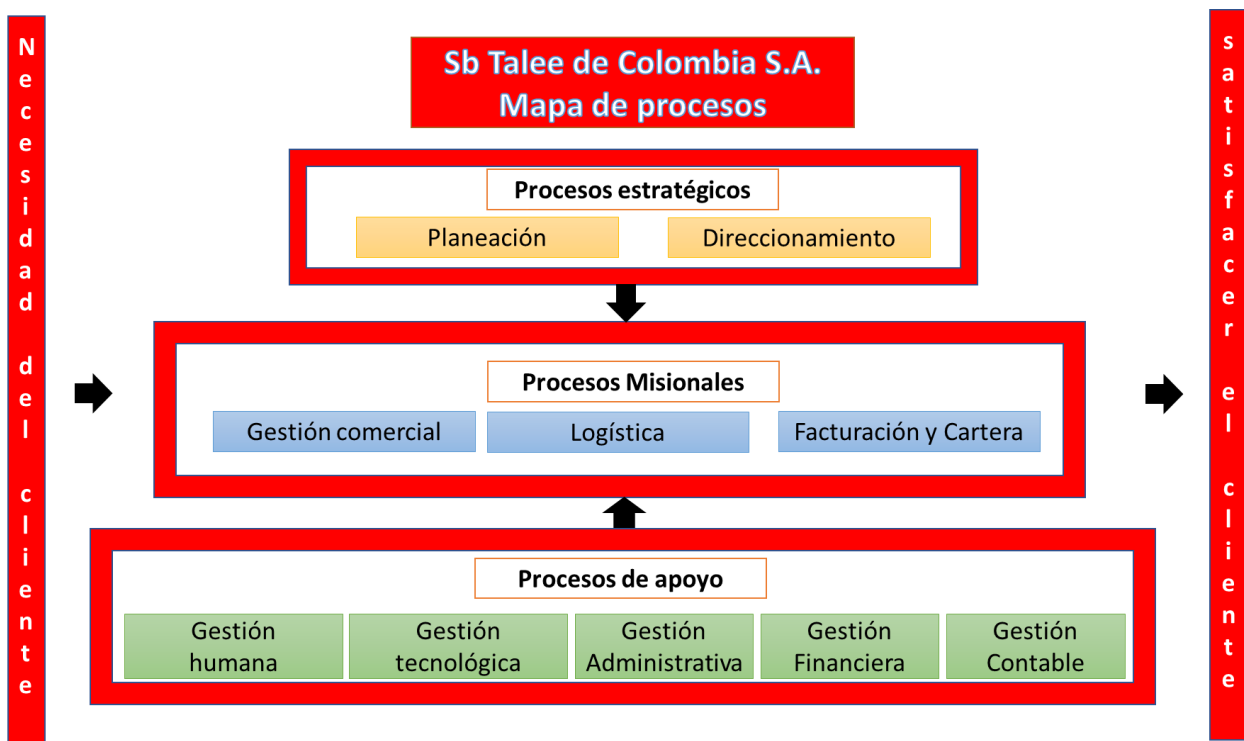 Necesidad del cliente
Sb Talee de Colombia S.A.
Mapa de procesos
Procesos estratégicos
Planeación
Direccionamiento
Procesos Misionales
Gestión comercial
Logística
Facturación y Cartera
Procesos de apoyo
Gestión
humana
Gestión
tecnológica
Gestión
Administrativa
Gestión
Financiera
Gestión
Contable
satisfacer el cliente